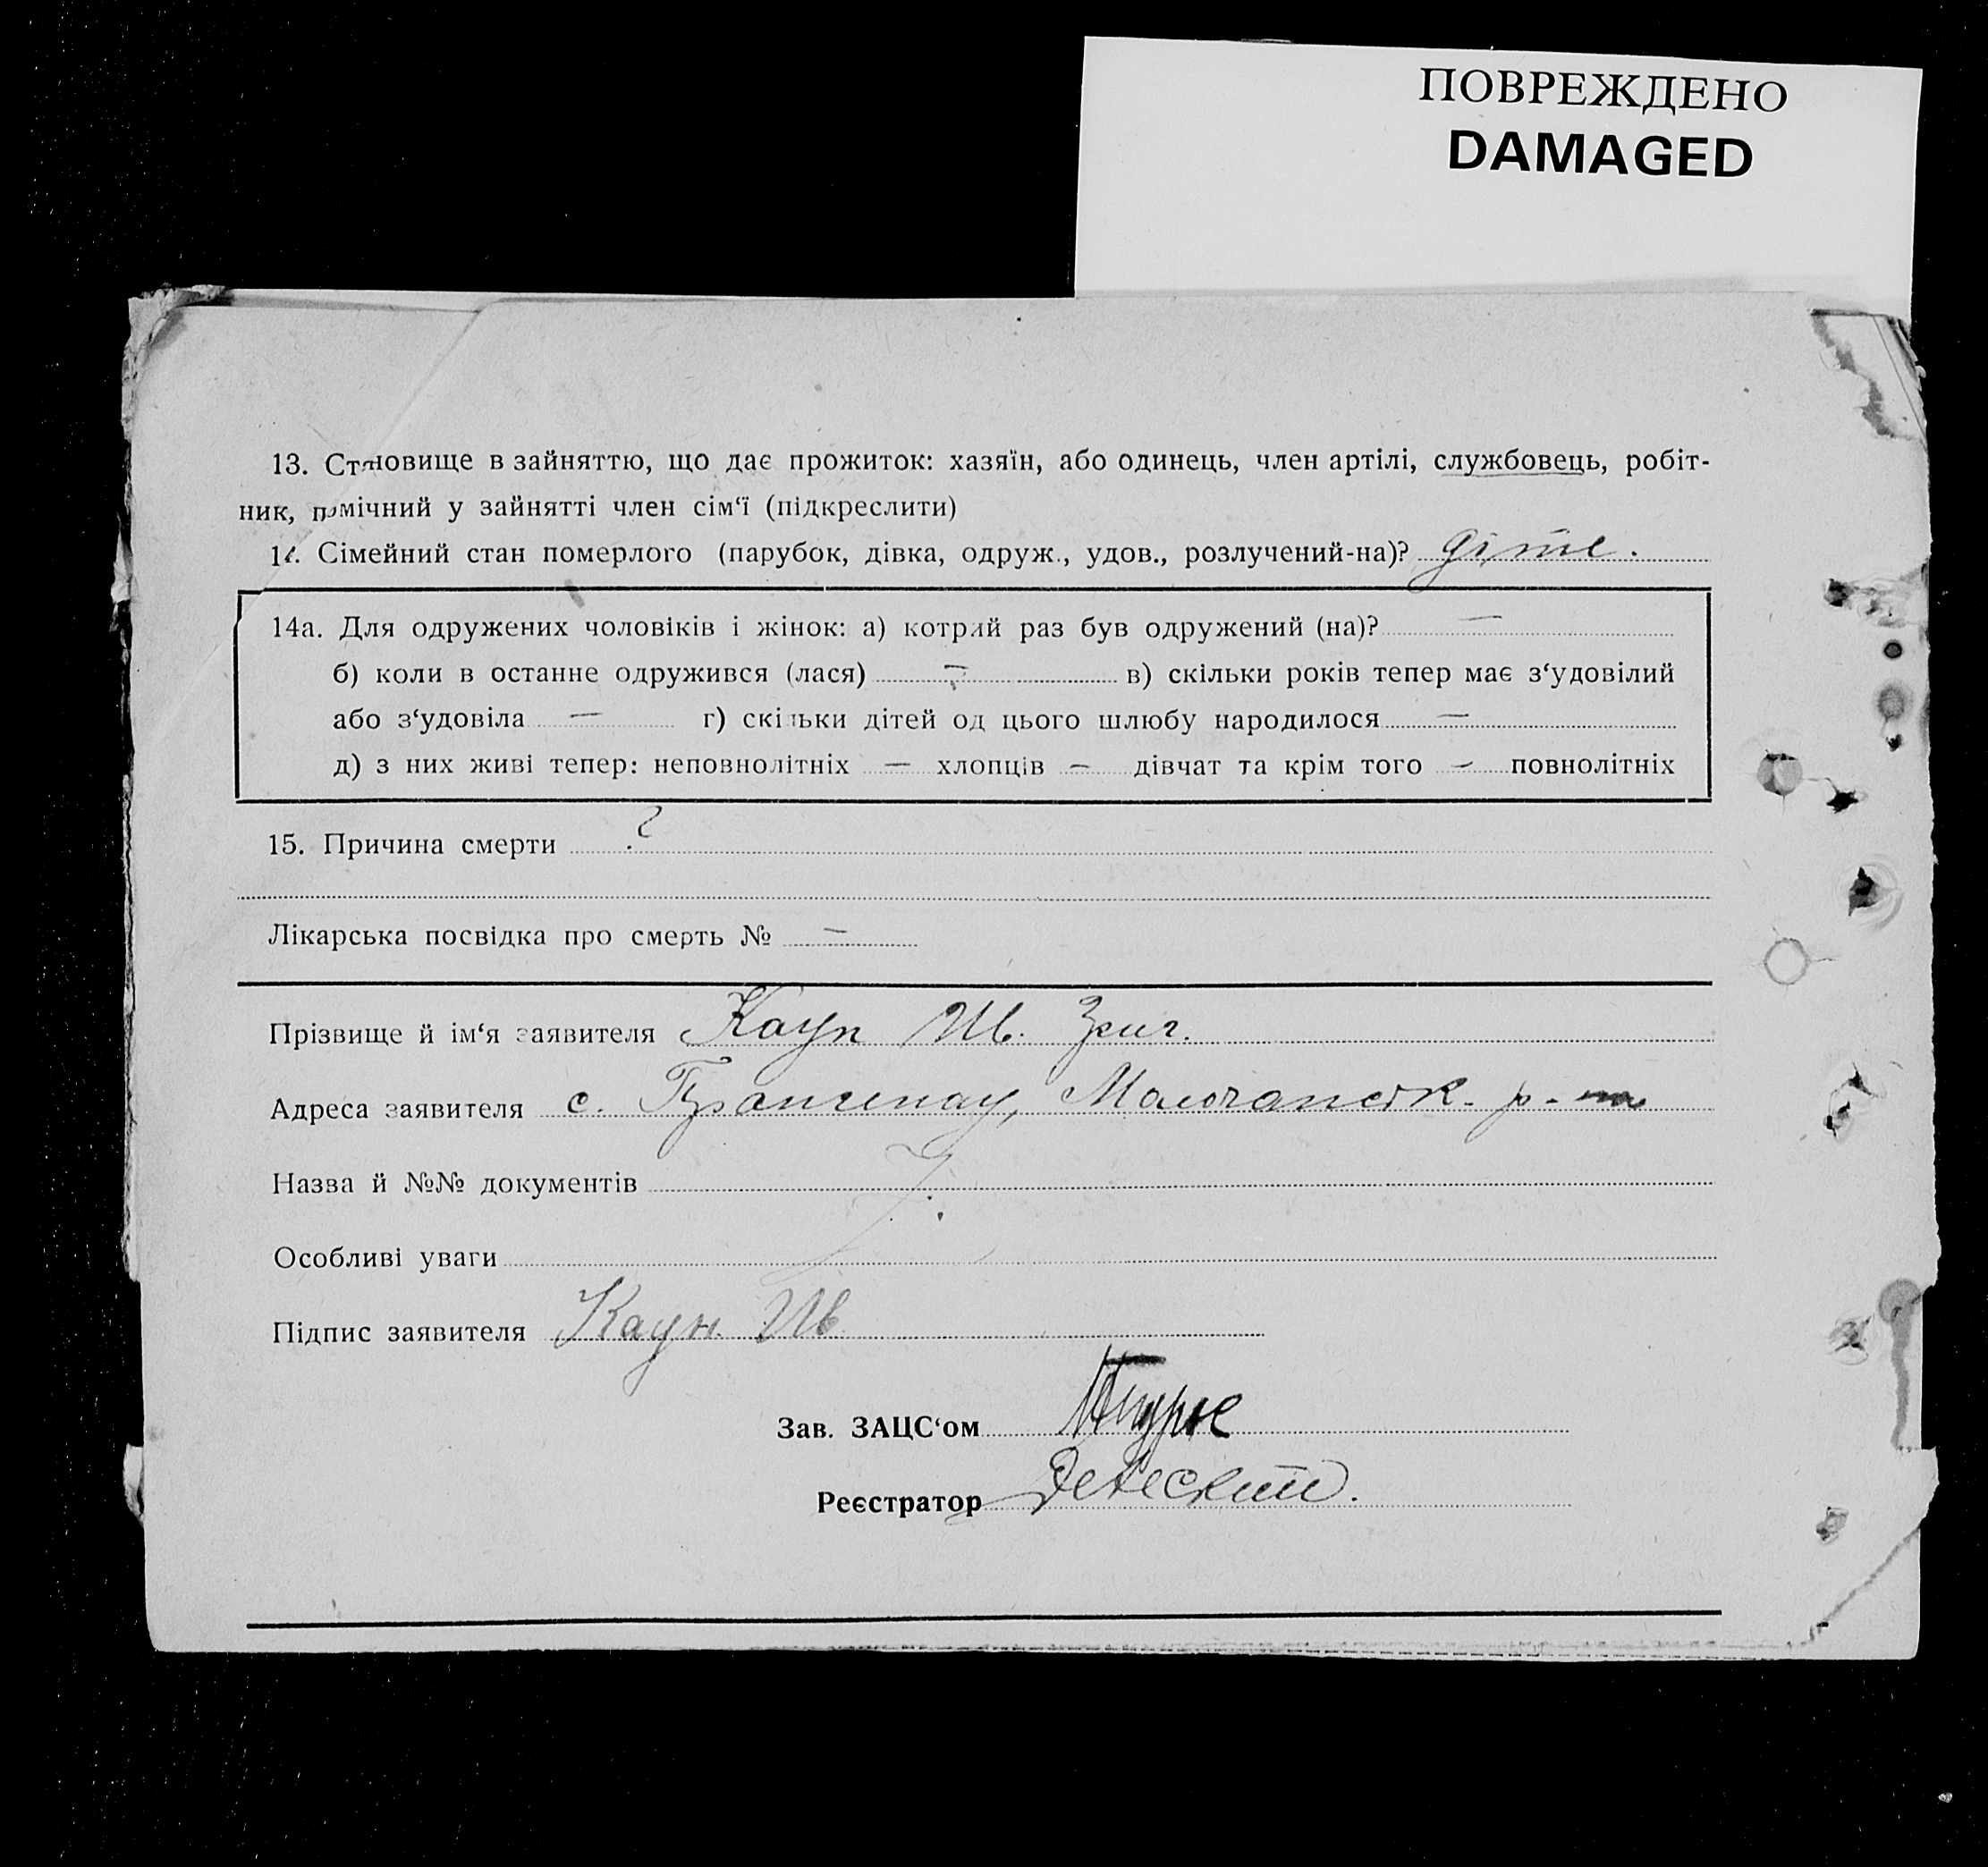 ПОВРЕЖДЕНО
DAMAGED
13. Становище в зайняттю, що дає прожиток: хазяїн, або одинець, член артілі, службовець, робіт-
ник, помічний у зайнятті член сім‘ї (підкреслити)
14. Сімейний стан померлого (парубок, дівка, одруж., удов., розлучений-на)? дітe.
14а. Для одружених чоловіків і жінок: а) котрий раз був одружений (на)? —
б) коли в останне одружився (лася) — в) скільки років тепер має з‘удовілий
або з‘удовіла — г) скільки дітей од цього шлюбу народилося —
д) з них живі тепер: неповнолітніх — хлопців — дівчат та крім того — повнолітніх
15. Причина смерти ?
Лікарська посвідка про смерть № —
Прізвище й ім‘я заявителя Каун Ив.
Адреса заявителя с. Молочанськ. р-
Назва й №№ документів
Особливі уваги
Підпис заявителя Каун Ив
Зав. ЗАЦС‘ом
Реєстратор